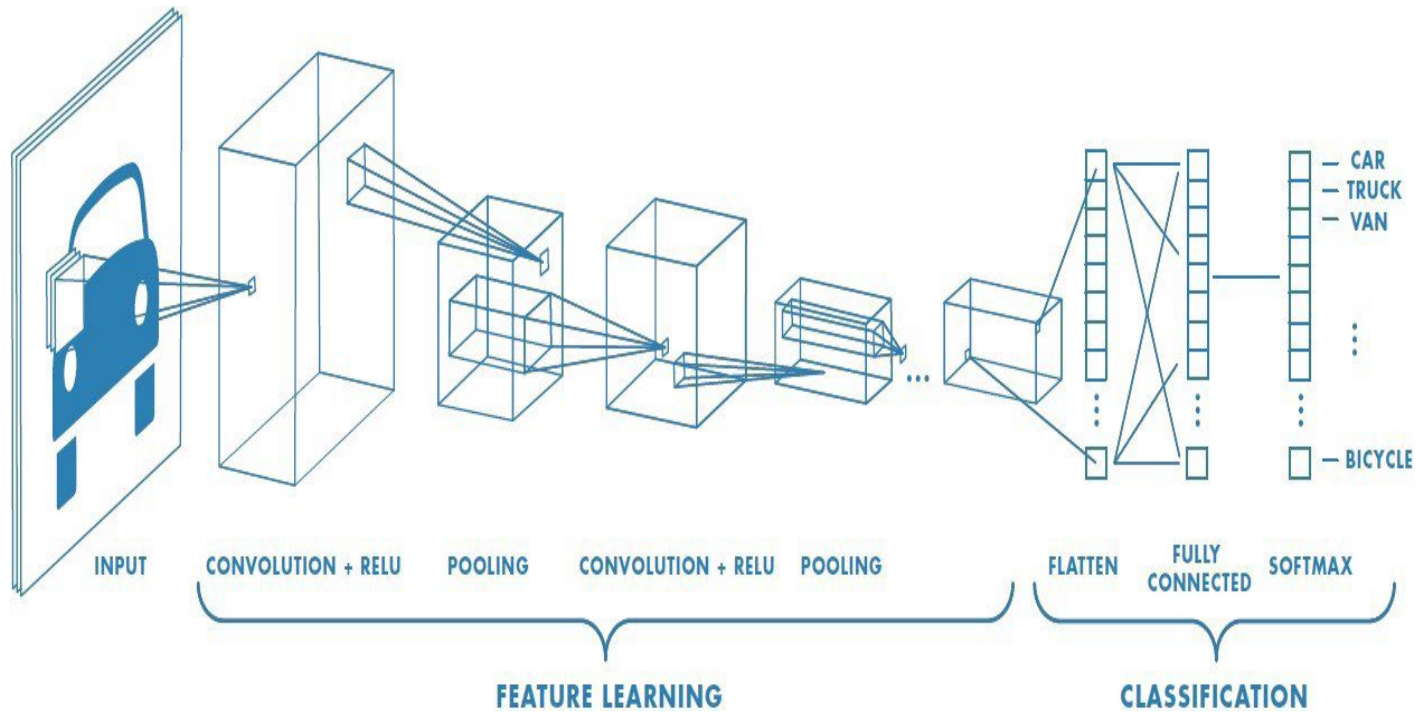 CAR
TRUCK
VAN
BICYCLE
INPUT
CONVOLUTION + RELU
POOLING
CONVOLUTION + RELU
POOLING
FLATTEN
FULLY
CONNECTED
SOFTMAX
FEATURE LEARNING
CLASSIFICATION